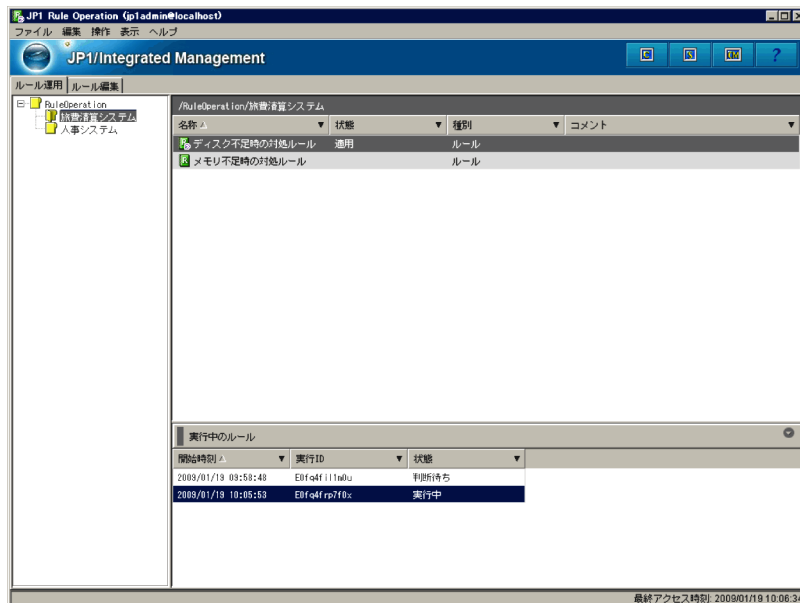 JP1 Rule Operation (jp1admin@localhost)
ファイル 編集 操作 表示 ヘルプ
JP1/Integrated Management
ルール運用 ルール編集
RuleOperation
旅費清算システム
人事システム
/RuleOperation/旅費清算システム
名称 状態 種別 コメント
ディスク不足時の対処ルール 適用 ルール
メモリ不足時の対処ルール ルール
実行中のルール
開始時刻 実行ID 状態
2009/01/19 09:58:48 E0fq4fil1m0u 判断待ち
2009/01/19 10:05:53 E0fq4frp7f0x 実行中
最終アクセス時刻: 2009/01/19 10:06:34